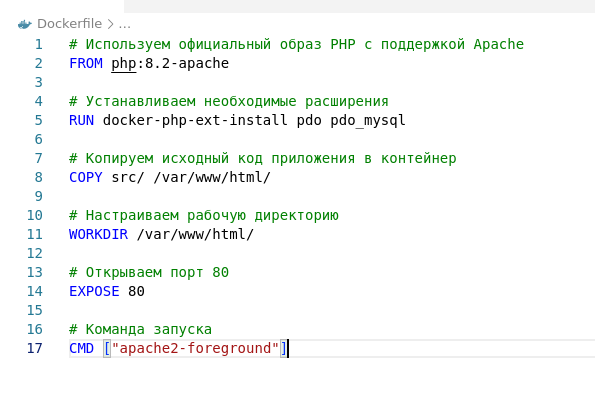 Dockerfile > ...
1 # Используем официальный образ PHP с поддержкой Apache
2 FROM php:8.2-apache
3
4 # Устанавливаем необходимые расширения
5 RUN docker-php-ext-install pdo pdo_mysql
6
7 # Копируем исходный код приложения в контейнер
8 COPY src/ /var/www/html/
9
10 # Настраиваем рабочую директорию
11 WORKDIR /var/www/html/
12
13 # Открываем порт 80
14 EXPOSE 80
15
16 # Команда запуска
17 CMD ["apache2-foreground"]